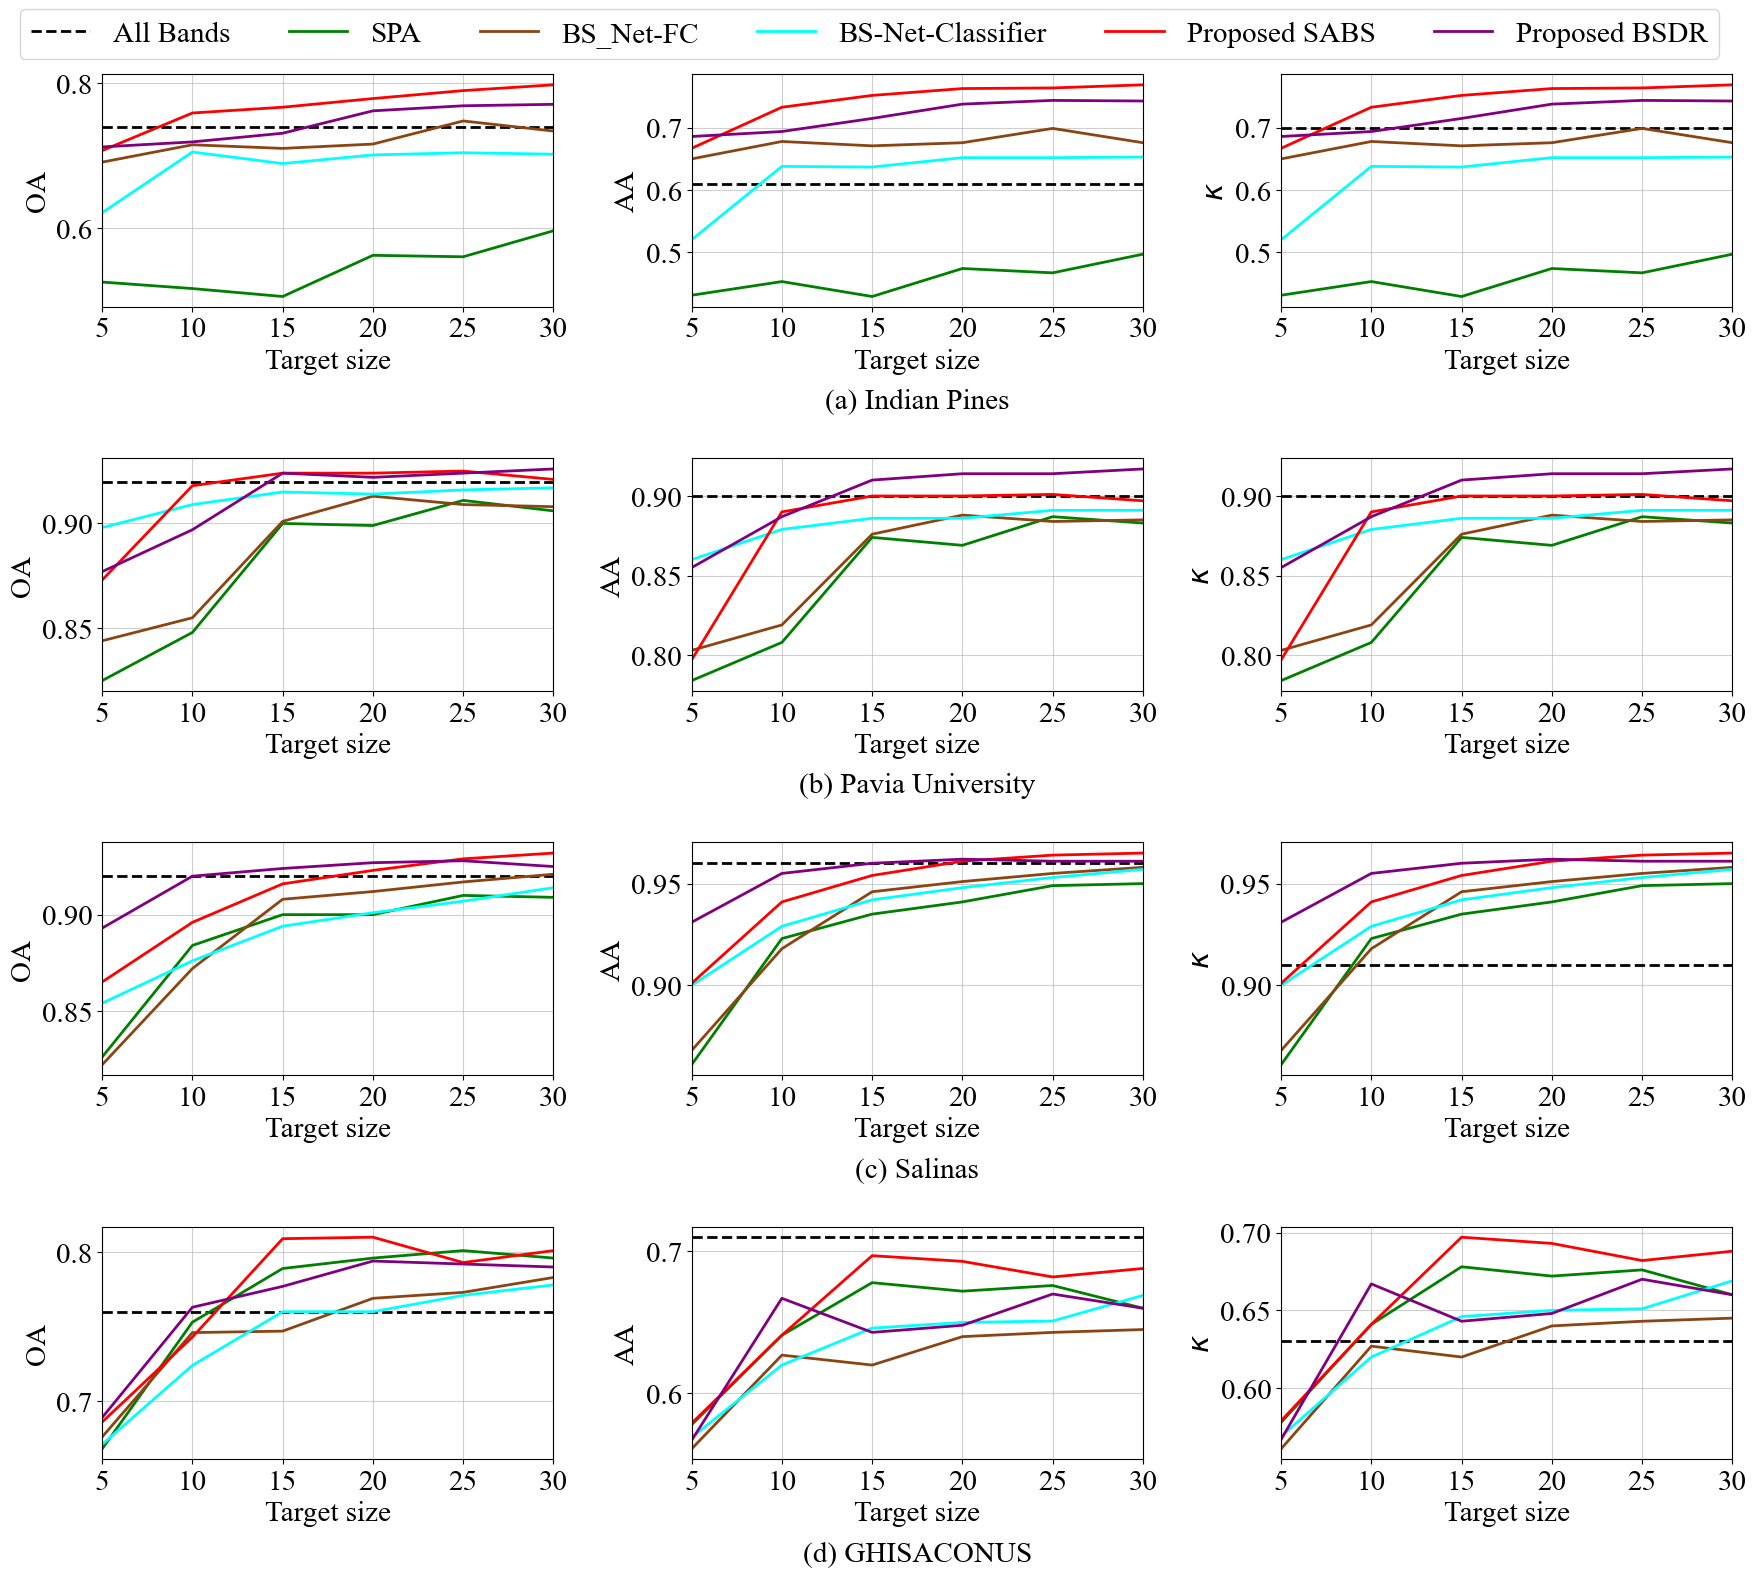 All Bands SPA BS_Net-FC BS-Net-Classifier Proposed SABS Proposed BSDR
0.8
0.6
OA
5 10 15 20 25 30
Target size
0.7
0.6
0.5
AA
5 10 15 20 25 30
Target size
0.7
0.6
0.5
κ
5 10 15 20 25 30
Target size
(a) Indian Pines
0.90
0.85
OA
5 10 15 20 25 30
Target size
0.90
0.85
0.80
AA
5 10 15 20 25 30
Target size
0.90
0.85
0.80
κ
5 10 15 20 25 30
Target size
(b) Pavia University
0.90
0.85
OA
5 10 15 20 25 30
Target size
0.95
0.90
AA
5 10 15 20 25 30
Target size
0.95
0.90
κ
5 10 15 20 25 30
Target size
(c) Salinas
0.8
0.7
OA
5 10 15 20 25 30
Target size
0.7
0.6
AA
5 10 15 20 25 30
Target size
0.70
0.65
0.60
κ
5 10 15 20 25 30
Target size
(d) GHISACONUS